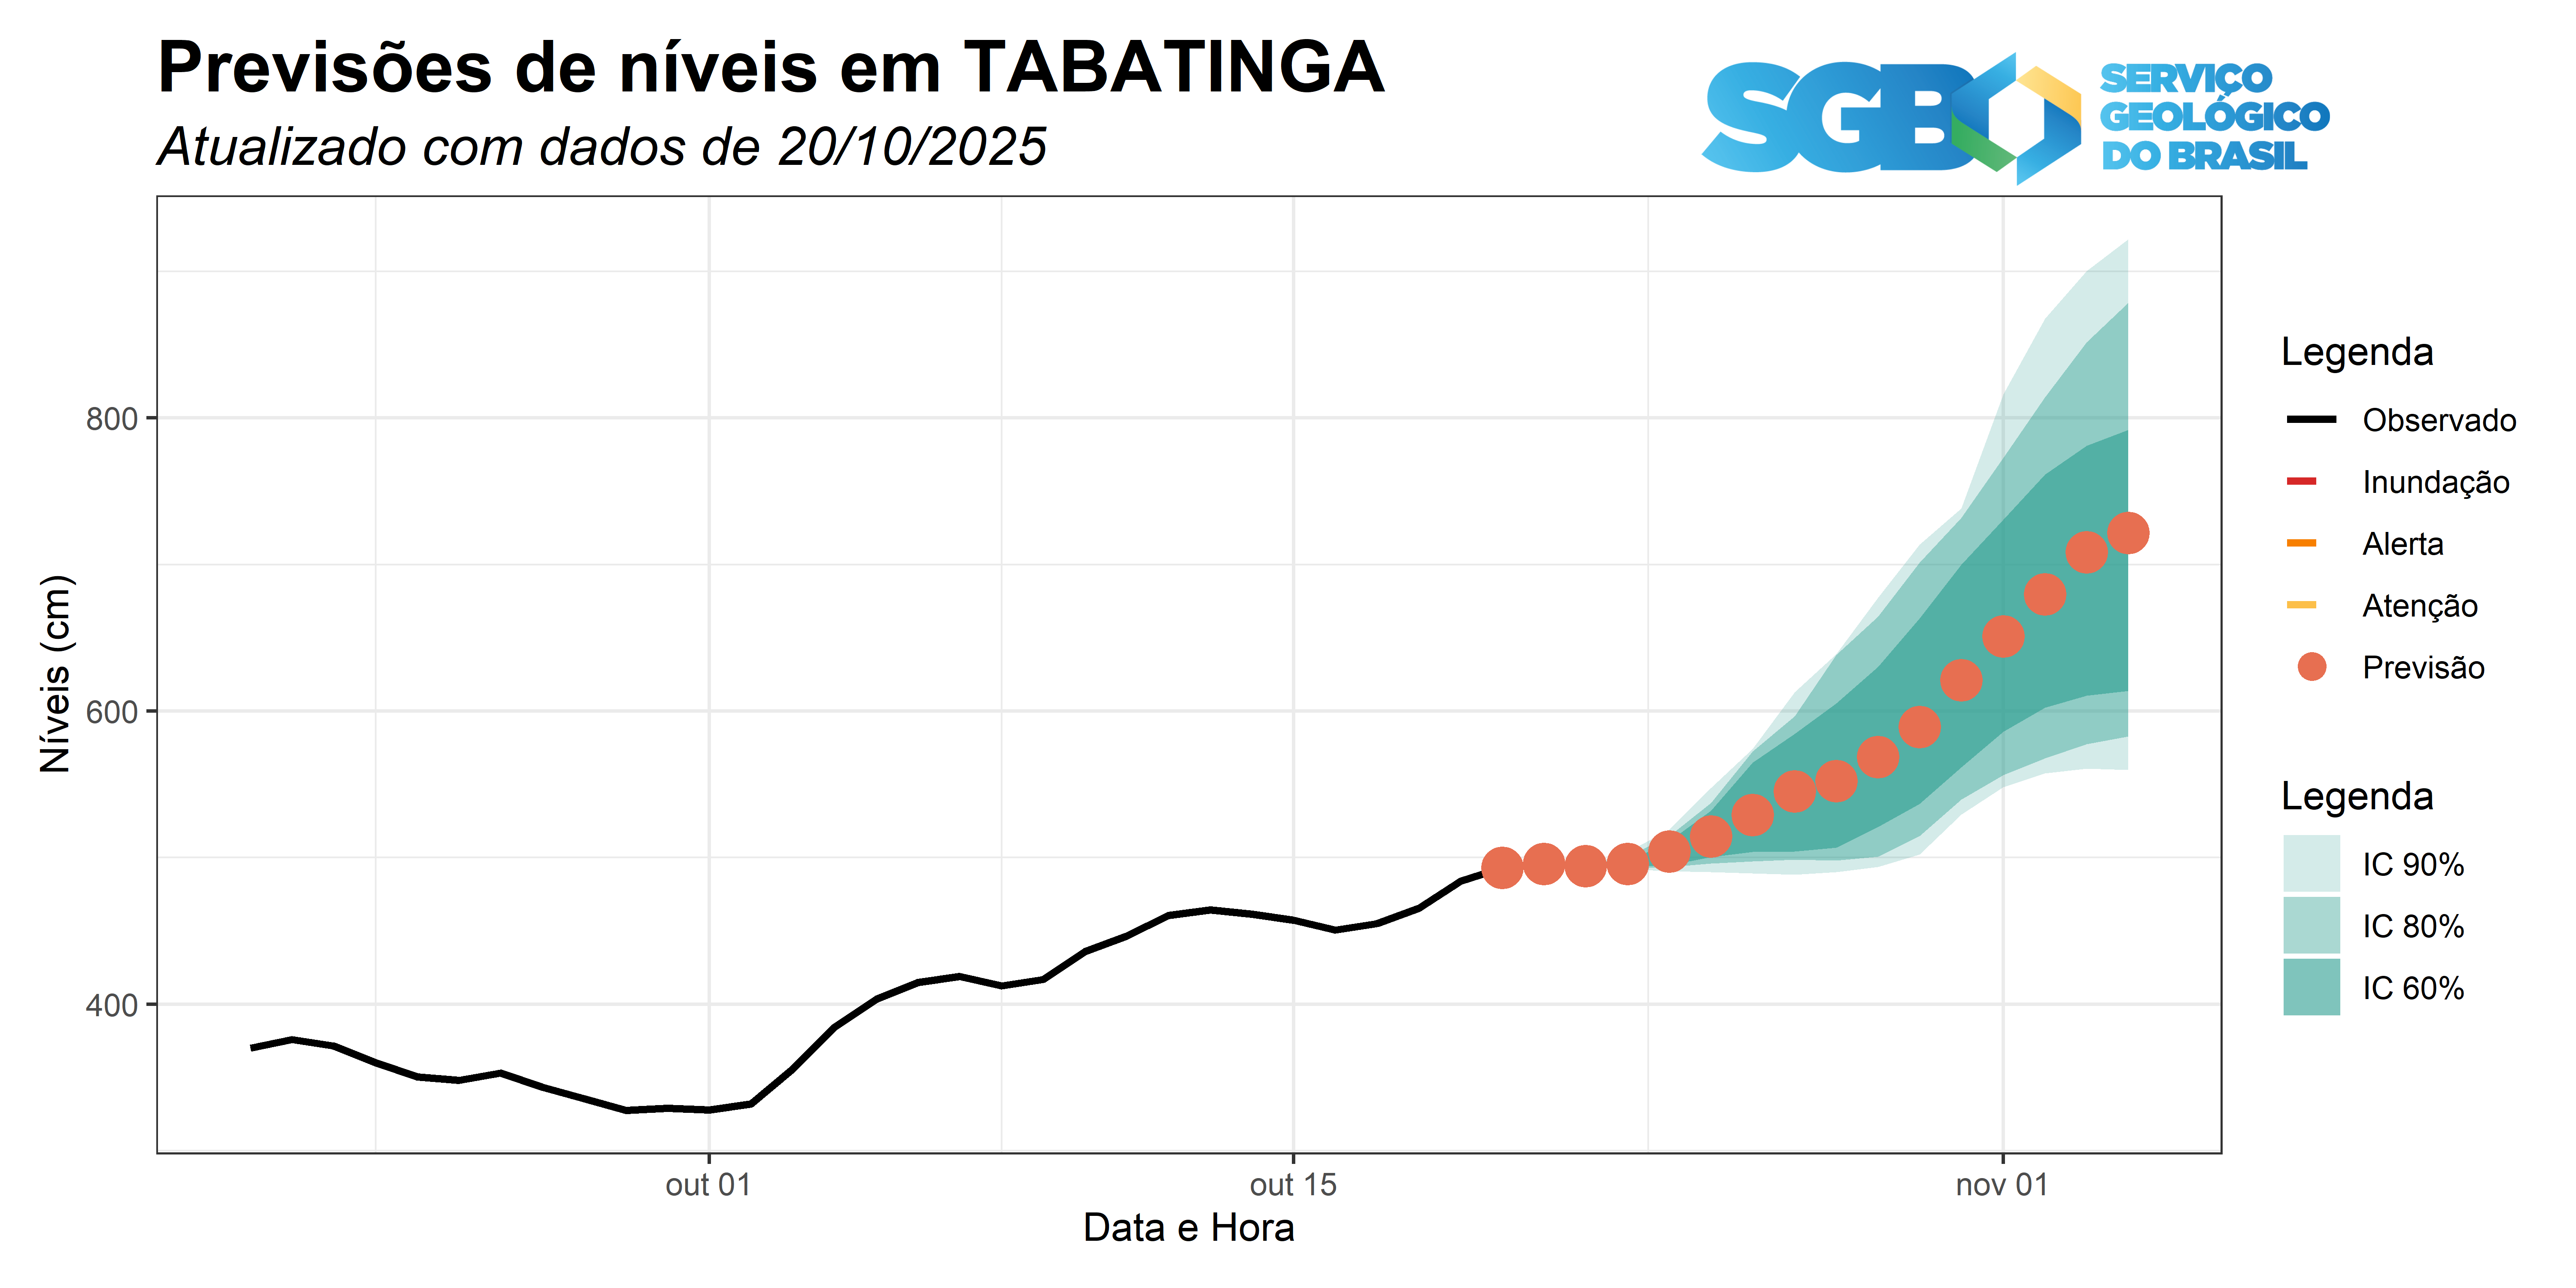 Previsões de níveis em TABATINGA
Atualizado com dados de 20/10/2025
SGB
SERVIÇO
GEOLÓGICO
DO BRASIL
Níveis (cm)
800
600
400
out 01
out 15
nov 01
Data e Hora
Legenda
Observado
Inundação
Alerta
Atenção
Previsão
Legenda
IC 90%
IC 80%
IC 60%